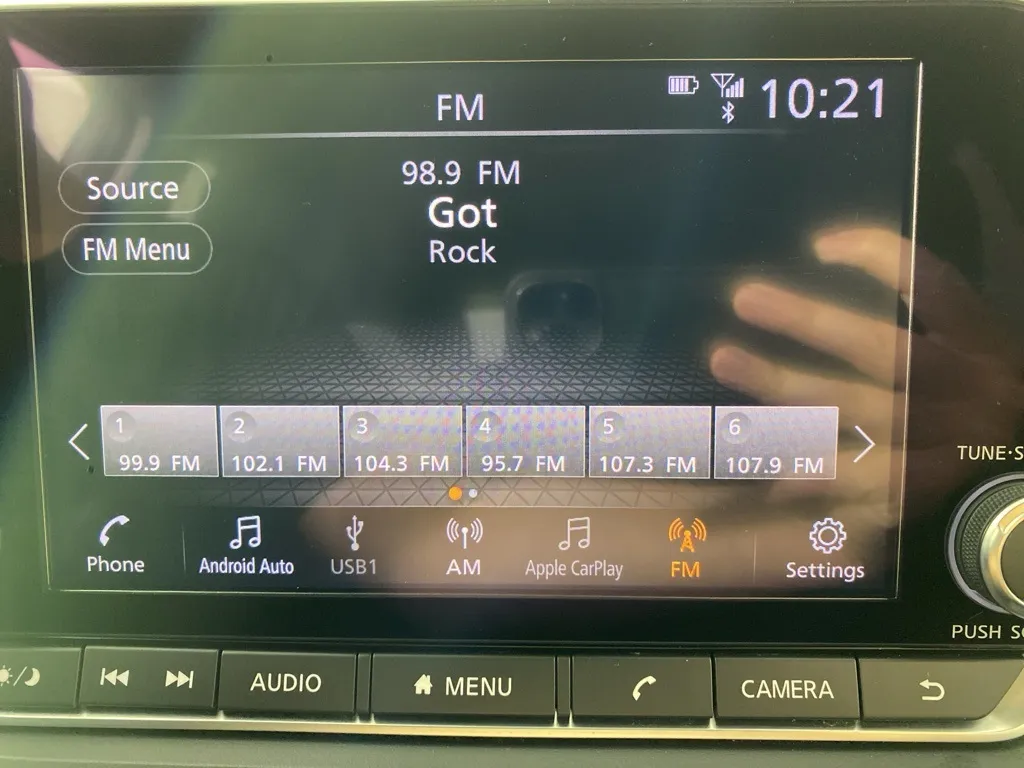 FM
10:21
Source
98.9 FM
Got
FM Menu
Rock
1
99.9 FM
2
102.1 FM
3
104.3 FM
4
95.7 FM
5
107.3 FM
6
107.9 FM
Phone
Android Auto
USB1
AM
Apple CarPlay
FM
Settings
TUNE·S
PUSH SC
AUDIO
MENU
CAMERA